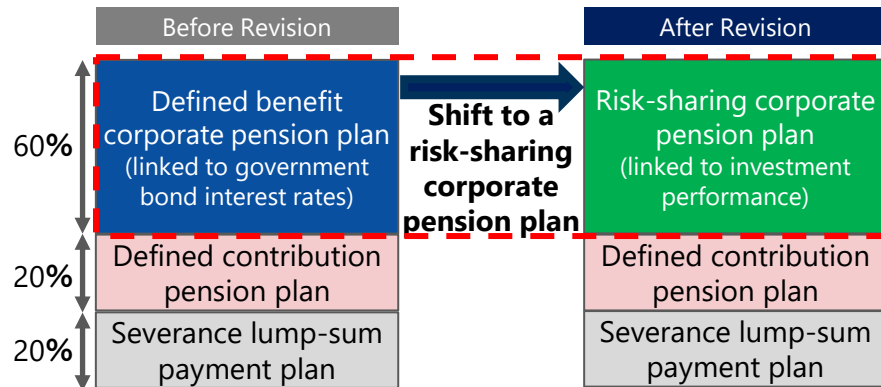 Before Revision
After Revision
60%
Defined benefit
corporate pension plan
(linked to government
bond interest rates)
Shift to a
risk-sharing
corporate
pension plan
Risk-sharing corporate
pension plan
(linked to investment
performance)
20%
Defined contribution
pension plan
Defined contribution
pension plan
20%
Severance lump-sum
payment plan
Severance lump-sum
payment plan